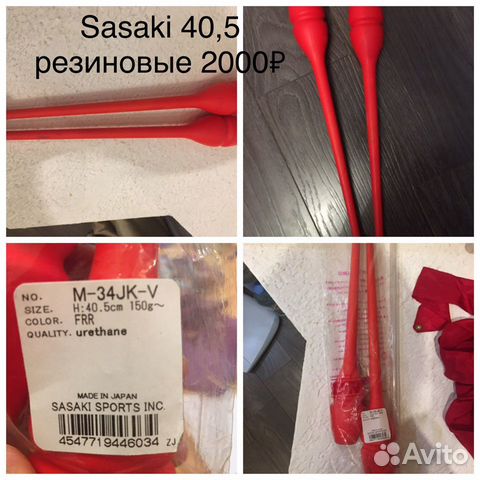 Sasaki 40,5
резиновые 2000₽
NO. M-34JK-V
SIZE. H:40.5cm 150g~
COLOR. FRR
QUALITY. urethane
MADE IN JAPAN
SASAKI SPORTS INC.
4547719446034 ZJ
Avito